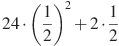 24 · (1/2)² + 2 · 1/2